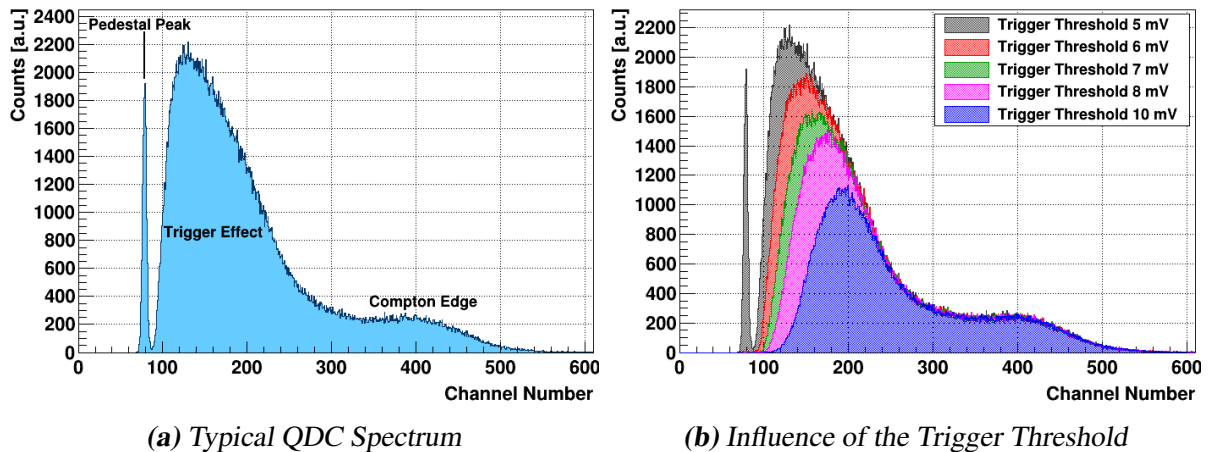 Counts [a.u.]
2200
2000
1800
1600
1400
1200
1000
800
600
400
200
0
Pedestal Peak
Trigger Effect
Compton Edge
0 100 200 300 400 500 600
Channel Number
(a) Typical QDC Spectrum
Counts [a.u.]
2200
2000
1800
1600
1400
1200
1000
800
600
400
200
0
Trigger Threshold 5 mV
Trigger Threshold 6 mV
Trigger Threshold 7 mV
Trigger Threshold 8 mV
Trigger Threshold 10 mV
0 100 200 300 400 500 600
Channel Number
(b) Influence of the Trigger Threshold